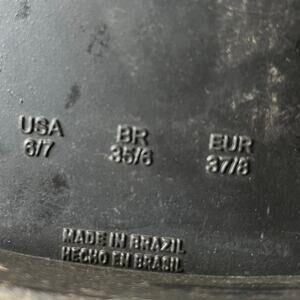 USA BR EUR
6/7 35/6 37/8
MADE IN BRAZIL
HECHO EN BRASIL